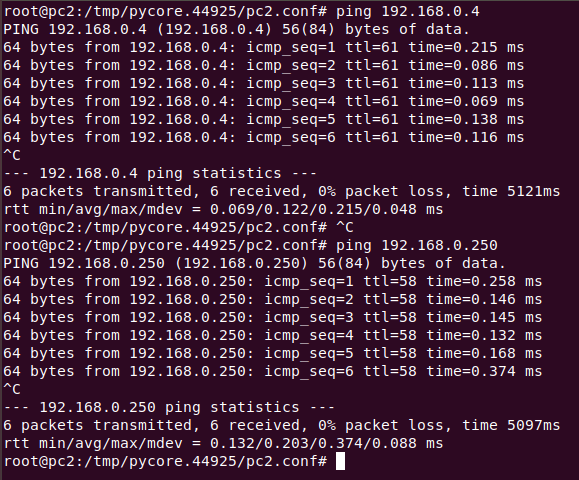 root@pc2:/tmp/pycore.44925/pc2.conf# ping 192.168.0.4
PING 192.168.0.4 (192.168.0.4) 56(84) bytes of data.
64 bytes from 192.168.0.4: icmp_seq=1 ttl=61 time=0.215 ms
64 bytes from 192.168.0.4: icmp_seq=2 ttl=61 time=0.086 ms
64 bytes from 192.168.0.4: icmp_seq=3 ttl=61 time=0.113 ms
64 bytes from 192.168.0.4: icmp_seq=4 ttl=61 time=0.069 ms
64 bytes from 192.168.0.4: icmp_seq=5 ttl=61 time=0.138 ms
64 bytes from 192.168.0.4: icmp_seq=6 ttl=61 time=0.116 ms
^C
--- 192.168.0.4 ping statistics ---
6 packets transmitted, 6 received, 0% packet loss, time 5121ms
rtt min/avg/max/mdev = 0.069/0.122/0.215/0.048 ms
root@pc2:/tmp/pycore.44925/pc2.conf# ^C
root@pc2:/tmp/pycore.44925/pc2.conf# ping 192.168.0.250
PING 192.168.0.250 (192.168.0.250) 56(84) bytes of data.
64 bytes from 192.168.0.250: icmp_seq=1 ttl=58 time=0.258 ms
64 bytes from 192.168.0.250: icmp_seq=2 ttl=58 time=0.146 ms
64 bytes from 192.168.0.250: icmp_seq=3 ttl=58 time=0.145 ms
64 bytes from 192.168.0.250: icmp_seq=4 ttl=58 time=0.132 ms
64 bytes from 192.168.0.250: icmp_seq=5 ttl=58 time=0.168 ms
64 bytes from 192.168.0.250: icmp_seq=6 ttl=58 time=0.374 ms
^C
--- 192.168.0.250 ping statistics ---
6 packets transmitted, 6 received, 0% packet loss, time 5097ms
rtt min/avg/max/mdev = 0.132/0.203/0.374/0.088 ms
root@pc2:/tmp/pycore.44925/pc2.conf#